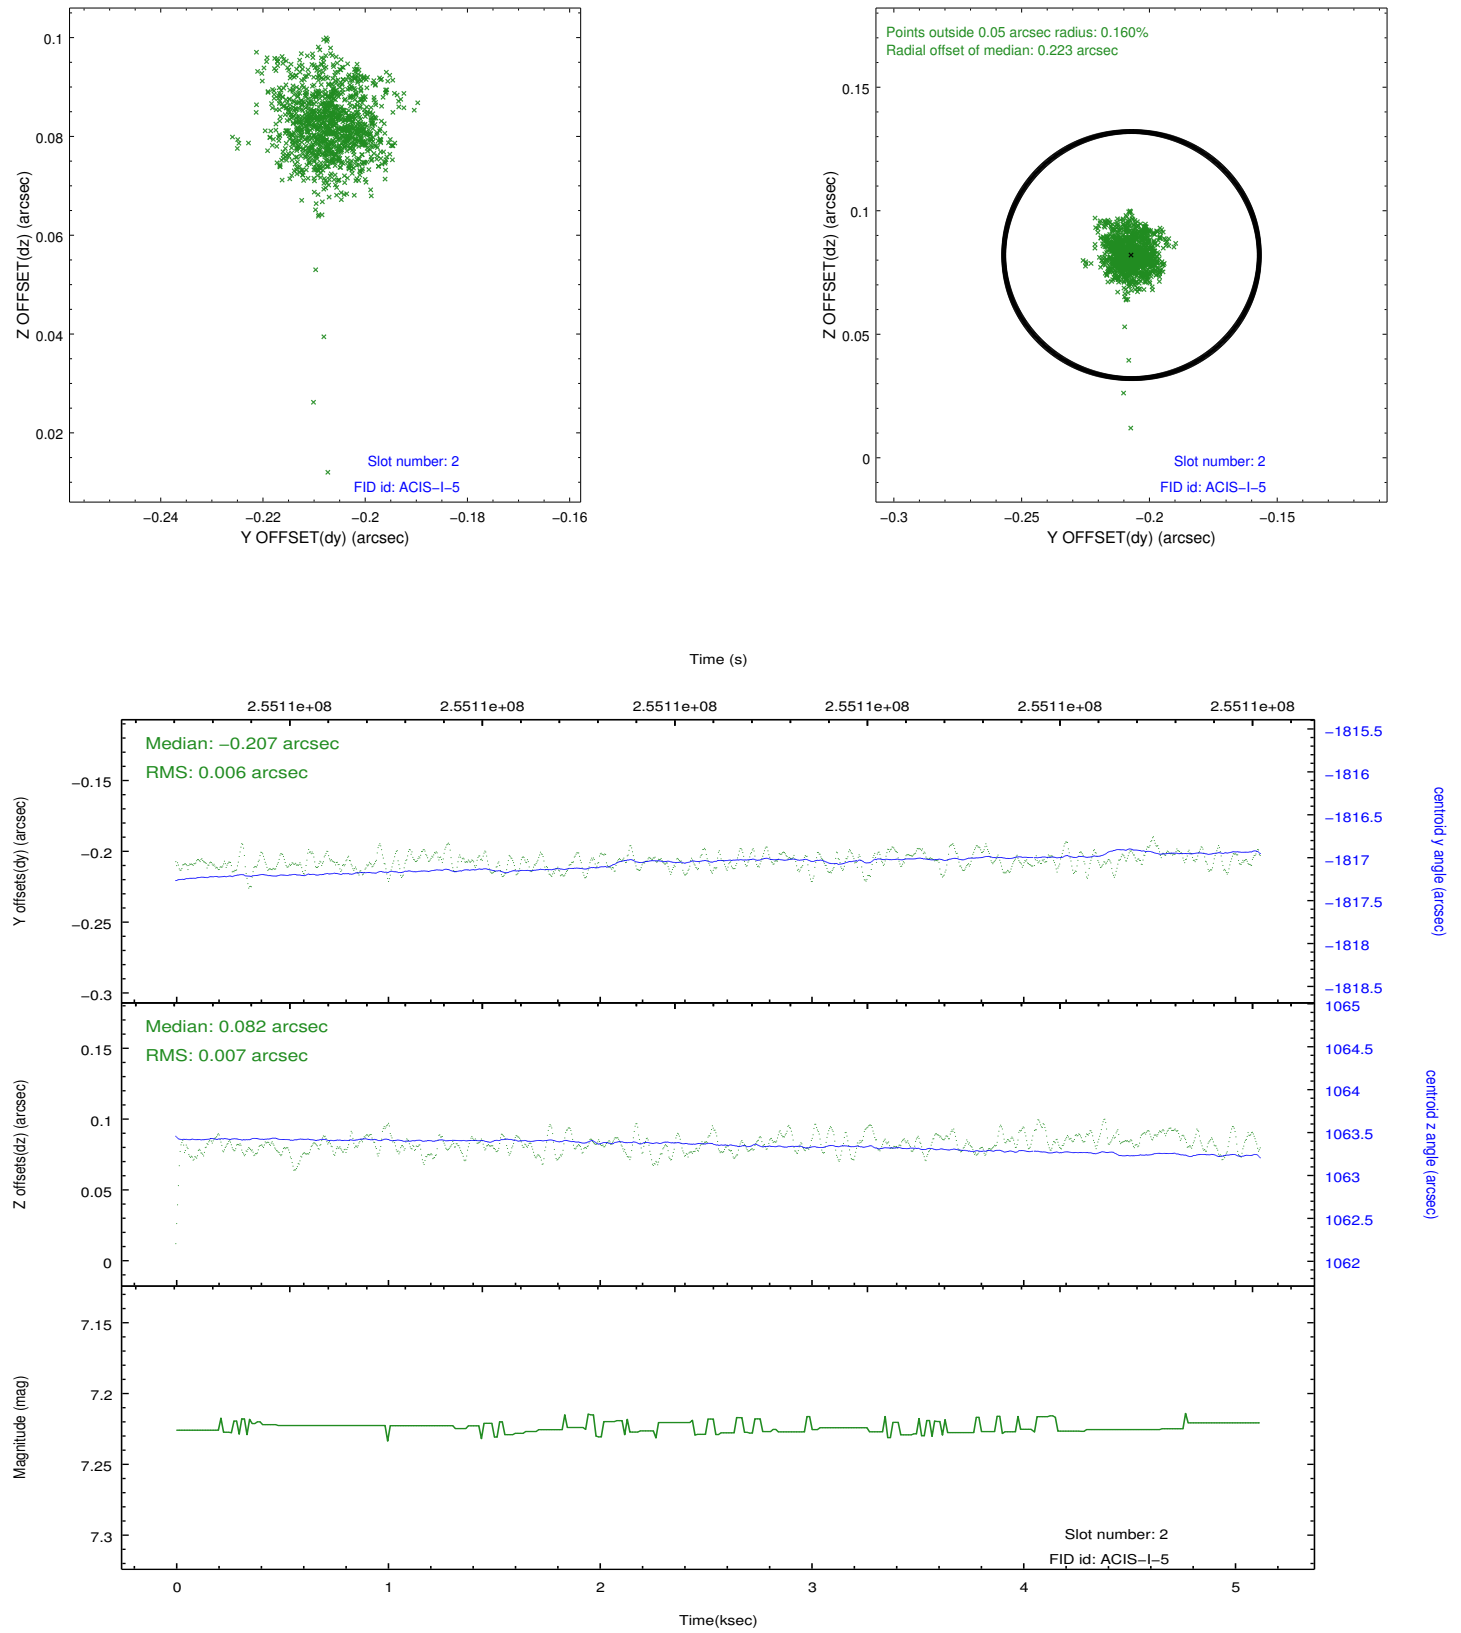 0.1
0.08
0.06
0.04
0.02
Z OFFSET(dz) (arcsec)
Slot number: 2
FID id: ACIS−I−5
−0.24 −0.22 −0.2 −0.18 −0.16
Y OFFSET(dy) (arcsec)
Points outside 0.05 arcsec radius: 0.160%
Radial offset of median: 0.223 arcsec
0.15
0.1
0.05
0
Z OFFSET(dz) (arcsec)
Slot number: 2
FID id: ACIS−I−5
−0.3 −0.25 −0.2 −0.15
Y OFFSET(dy) (arcsec)
Time (s)
2.5511e+08 2.5511e+08 2.5511e+08 2.5511e+08 2.5511e+08 2.5511e+08
Median: −0.207 arcsec
RMS: 0.006 arcsec
−0.15
−0.2
−0.25
−0.3
Y offsets(dy) (arcsec)
−1815.5
−1816
−1816.5
−1817
−1817.5
−1818
−1818.5
centroid y angle (arcsec)
Median: 0.082 arcsec
RMS: 0.007 arcsec
0.15
0.1
0.05
0
Z offsets(dz) (arcsec)
1065
1064.5
1064
1063.5
1063
1062.5
1062
centroid z angle (arcsec)
7.15
7.2
7.25
7.3
Magnitude (mag)
Slot number: 2
FID id: ACIS−I−5
0 1 2 3 4 5
Time(ksec)